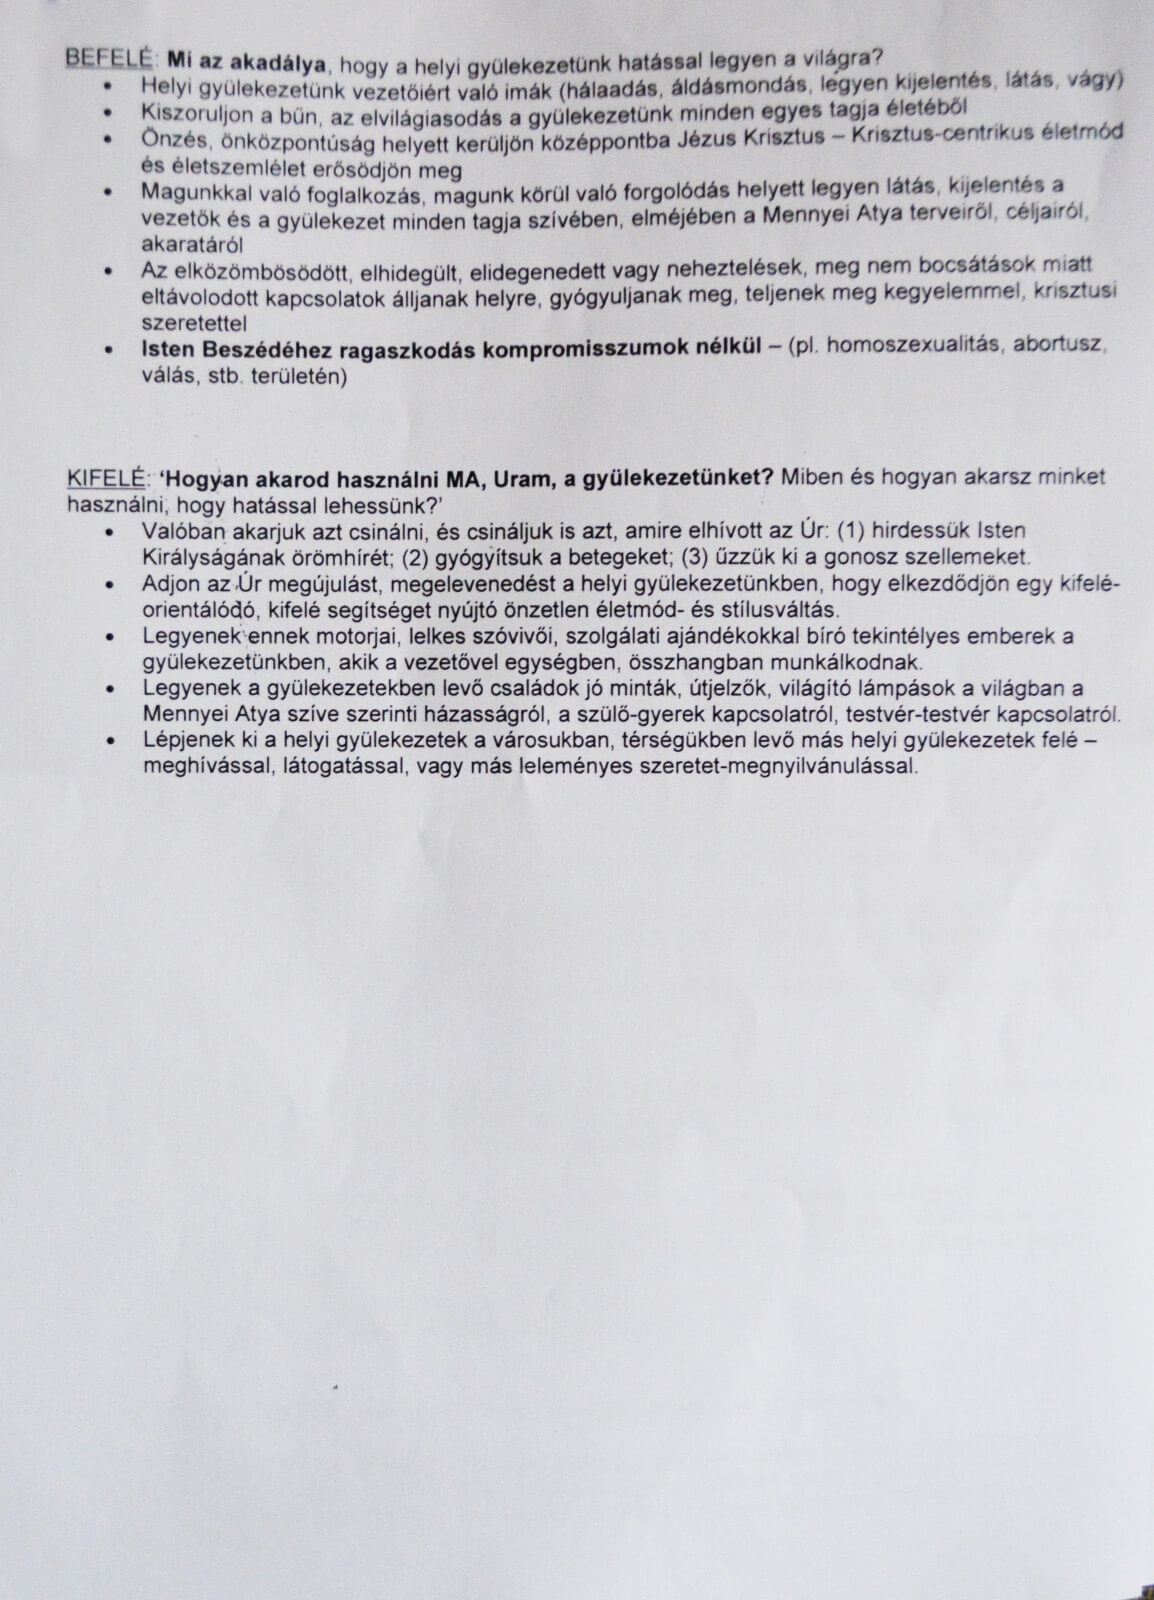 BEFELÉ: Mi az akadálya, hogy a helyi gyülekezetünk hatással legyen a világra?
• Helyi gyülekezetünk vezetőiért való imák (hálaadás, áldásmondás, legyen kijelentés, látás, vágy)
• Kiszoruljon a bűn, az elvilágiasodás a gyülekezetünk minden egyes tagja életéből
• Önzés, önközpontúság helyett kerüljön középpontba Jézus Krisztus – Krisztus-centrikus életmód
és életszemlélet erősödjön meg
• Magunkkal való foglalkozás, magunk körül való forgolódás helyett legyen látás, kijelentés a
vezetők és a gyülekezet minden tagja szívében, elméjében a Mennyei Atya terveiről, céljairól,
akaratáról
• Az elközömbösödött, elhidegült, elidegenedett vagy neheztelések, meg nem bocsátások miatt
eltávolodott kapcsolatok álljanak helyre, gyógyuljanak meg, teljenek meg kegyelemmel, krisztusi
szeretettel
• Isten Beszédéhez ragaszkodás kompromisszumok nélkül – (pl. homoszexualitás, abortusz,
válás, stb. területén)
KIFELÉ: ‘Hogyan akarod használni MA, Uram, a gyülekezetünket? Miben és hogyan akarsz minket
használni, hogy hatással lehessünk?’
• Valóban akarjuk azt csinálni, és csináljuk is azt, amire elhívott az Úr: (1) hirdessük Isten
Királyságának örömhírét; (2) gyógyítsuk a betegeket; (3) űzzük ki a gonosz szellemeket.
• Adjon az Úr megújulást, megelevenedést a helyi gyülekezetünkben, hogy elkezdődjön egy kifelé-
orientálódó, kifelé segítséget nyújtó önzetlen életmód- és stílusváltás.
• Legyenek ennek motorjai, lelkes szóvivői, szolgálati ajándékokkal bíró tekintélyes emberek a
gyülekezetünkben, akik a vezetővel egységben, összhangban munkálkodnak.
• Legyenek a gyülekezetekben levő családok jó minták, útjelzők, világító lámpások a világban a
Mennyei Atya szíve szerinti házasságról, a szülő-gyerek kapcsolatról, testvér-testvér kapcsolatról.
• Lépjenek ki a helyi gyülekezetek a városukban, térségükben levő más helyi gyülekezetek felé –
meghívással, látogatással, vagy más leleményes szeretet-megnyilvánulással.